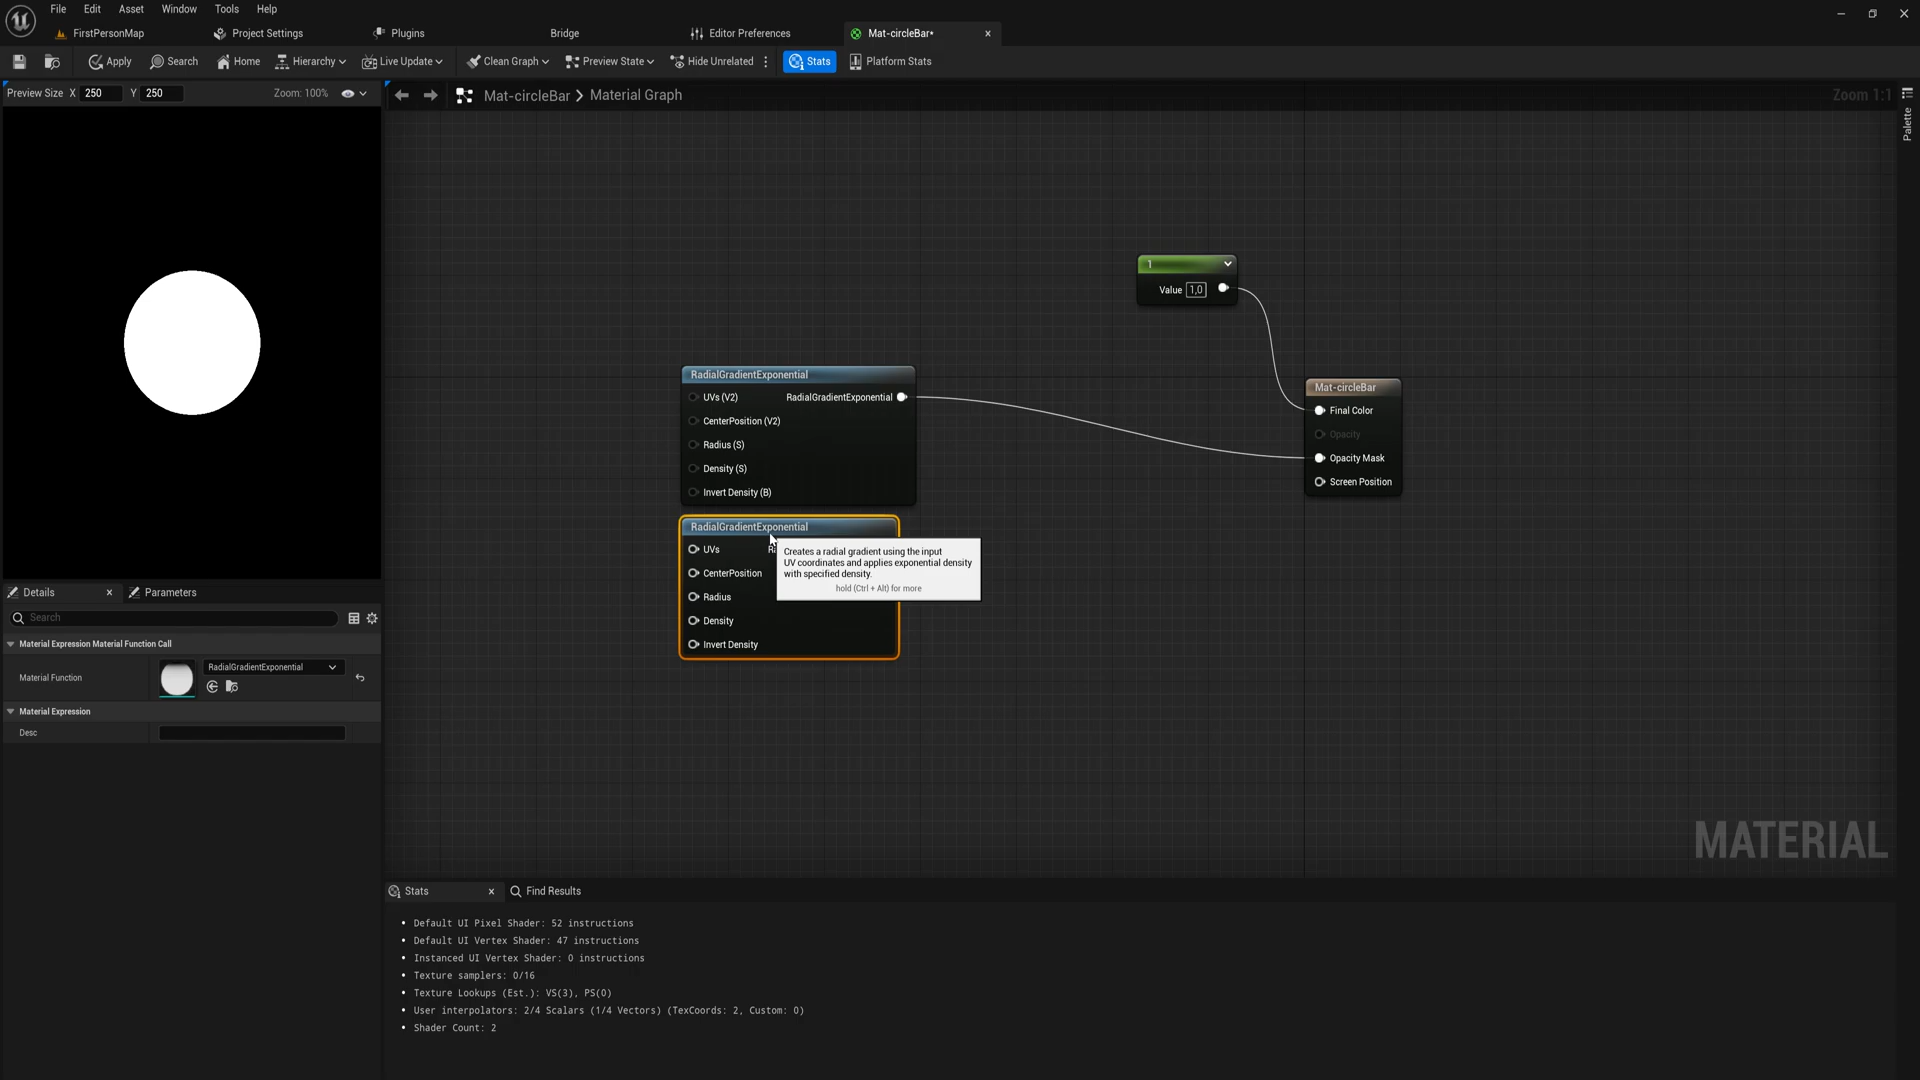 File Edit Asset Window Tools Help
FirstPersonMap Project Settings Plugins Bridge Editor Preferences Mat-circleBar*
Apply Search Home Hierarchy Live Update Clean Graph Preview State Hide Unrelated Stats Platform Stats
Preview Size X 250 Y 250 Zoom: 100%
Mat-circleBar > Material Graph
Zoom 1:1
Palette
1
Value 1,0
RadialGradientExponential
UVs (V2) RadialGradientExponential
CenterPosition (V2)
Radius (S)
Density (S)
Invert Density (B)
Mat-circleBar
Final Color
Opacity
Opacity Mask
Screen Position
RadialGradientExponential
UVs
CenterPosition
Radius
Density
Invert Density
Creates a radial gradient using the input
UV coordinates and applies exponential density
with specified density.
hold (Ctrl + Alt) for more
Details Parameters
Search
Material Expression Material Function Call
Material Function RadialGradientExponential
Material Expression
Desc
MATERIAL
Stats Find Results
• Default UI Pixel Shader: 52 instructions
• Default UI Vertex Shader: 47 instructions
• Instanced UI Vertex Shader: 0 instructions
• Texture samplers: 0/16
• Texture Lookups (Est.): VS(3), PS(0)
• User interpolators: 2/4 Scalars (1/4 Vectors) (TexCoords: 2, Custom: 0)
• Shader Count: 2